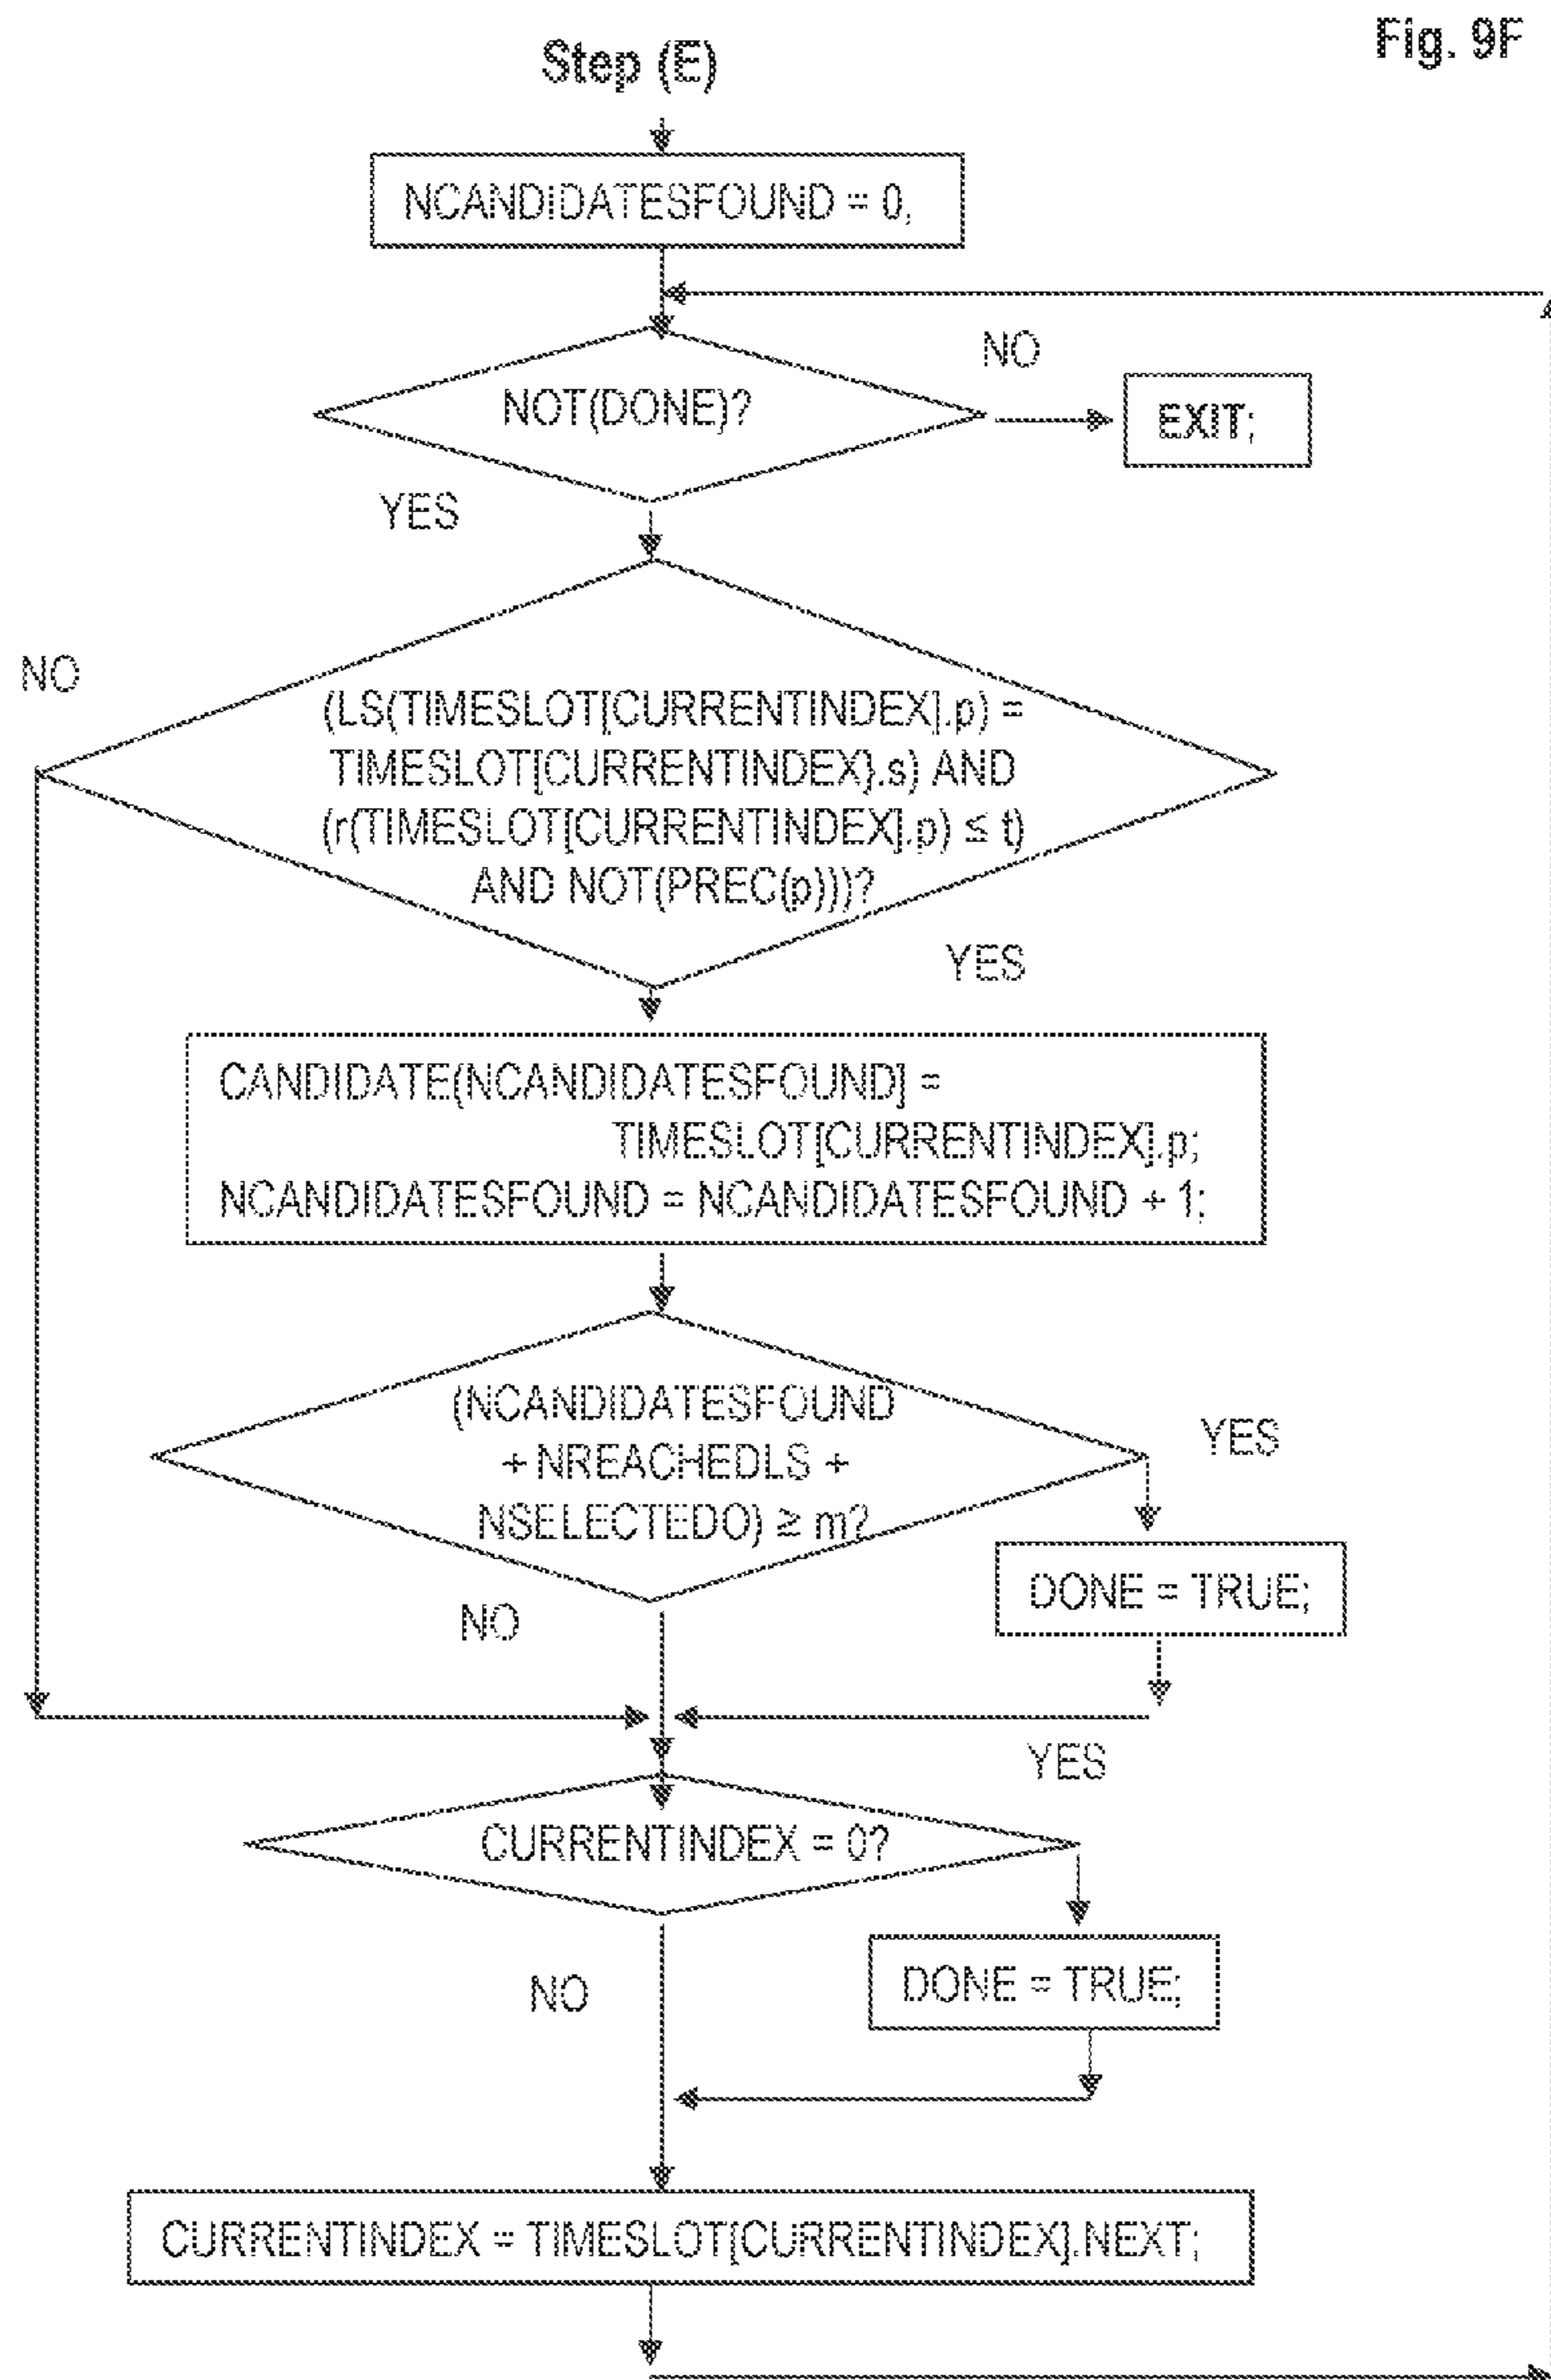 Fig. 9F
Step (E)
NCANDIDATESFOUND = 0,
NOT(DONE)?
NO
EXIT;
YES
NO
(LS(TIMESLOT[CURRENTINDEX].p) =
TIMESLOT[CURRENTINDEX}.s) AND
(r(TIMESLOT[CURRENTINDEX].p) ≤ t)
AND NOT(PREC(p)))?
YES
CANDIDATE(NCANDIDATESFOUND] =
TIMESLOT[CURRENTINDEX].p;
NCANDIDATESFOUND = NCANDIDATESFOUND + 1;
(NCANDIDATESFOUND
+ NREACHEDLS +
NSELECTEDO) ≥ m?
YES
DONE = TRUE;
NO
YES
CURRENTINDEX = 0?
DONE = TRUE;
NO
CURRENTINDEX = TIMESLOT[CURRENTINDEX].NEXT;